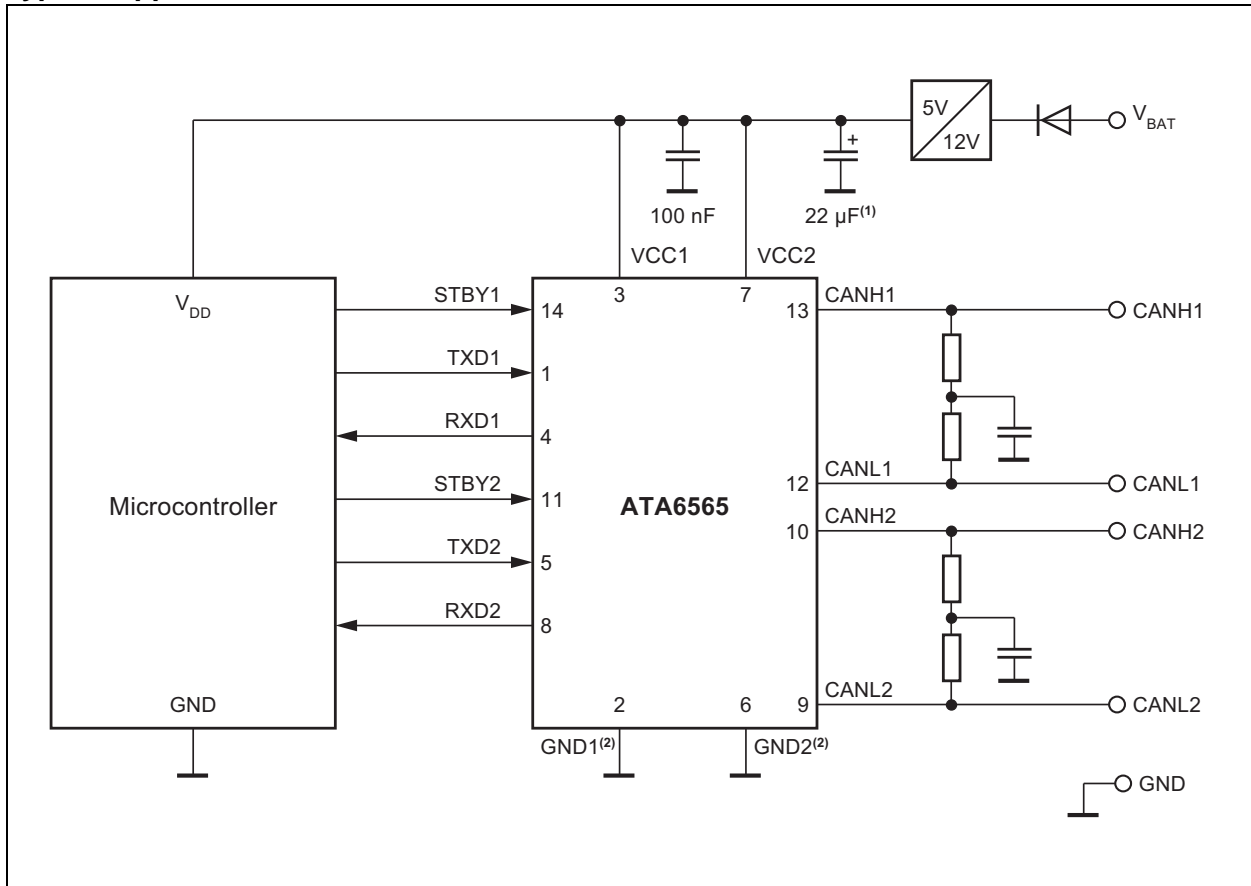 5V
12V
V_BAT
100 nF
22 µF(1)
VCC1
VCC2
V_DD
STBY1
14
3
7
13
CANH1
CANH1
TXD1
1
RXD1
4
STBY2
11
Microcontroller
ATA6565
12
CANL1
CANL1
10
CANH2
CANH2
TXD2
5
RXD2
8
GND
2
6
9
CANL2
CANL2
GND1(2)
GND2(2)
GND